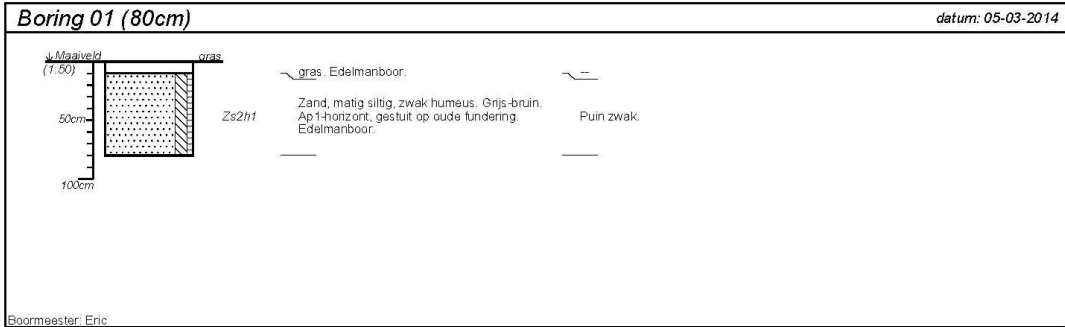 Boring 01 (80cm)
datum: 05-03-2014
Maaiveld
gras
(1:50)
gras. Edelmanboor.
--
50cm
Zs2h1
Zand, matig siltig, zwak humeus. Grijs-bruin.
Ap1-horizont, gestuit op oude fundering.
Edelmanboor.
Puin zwak.
100cm
Boormeester: Eric